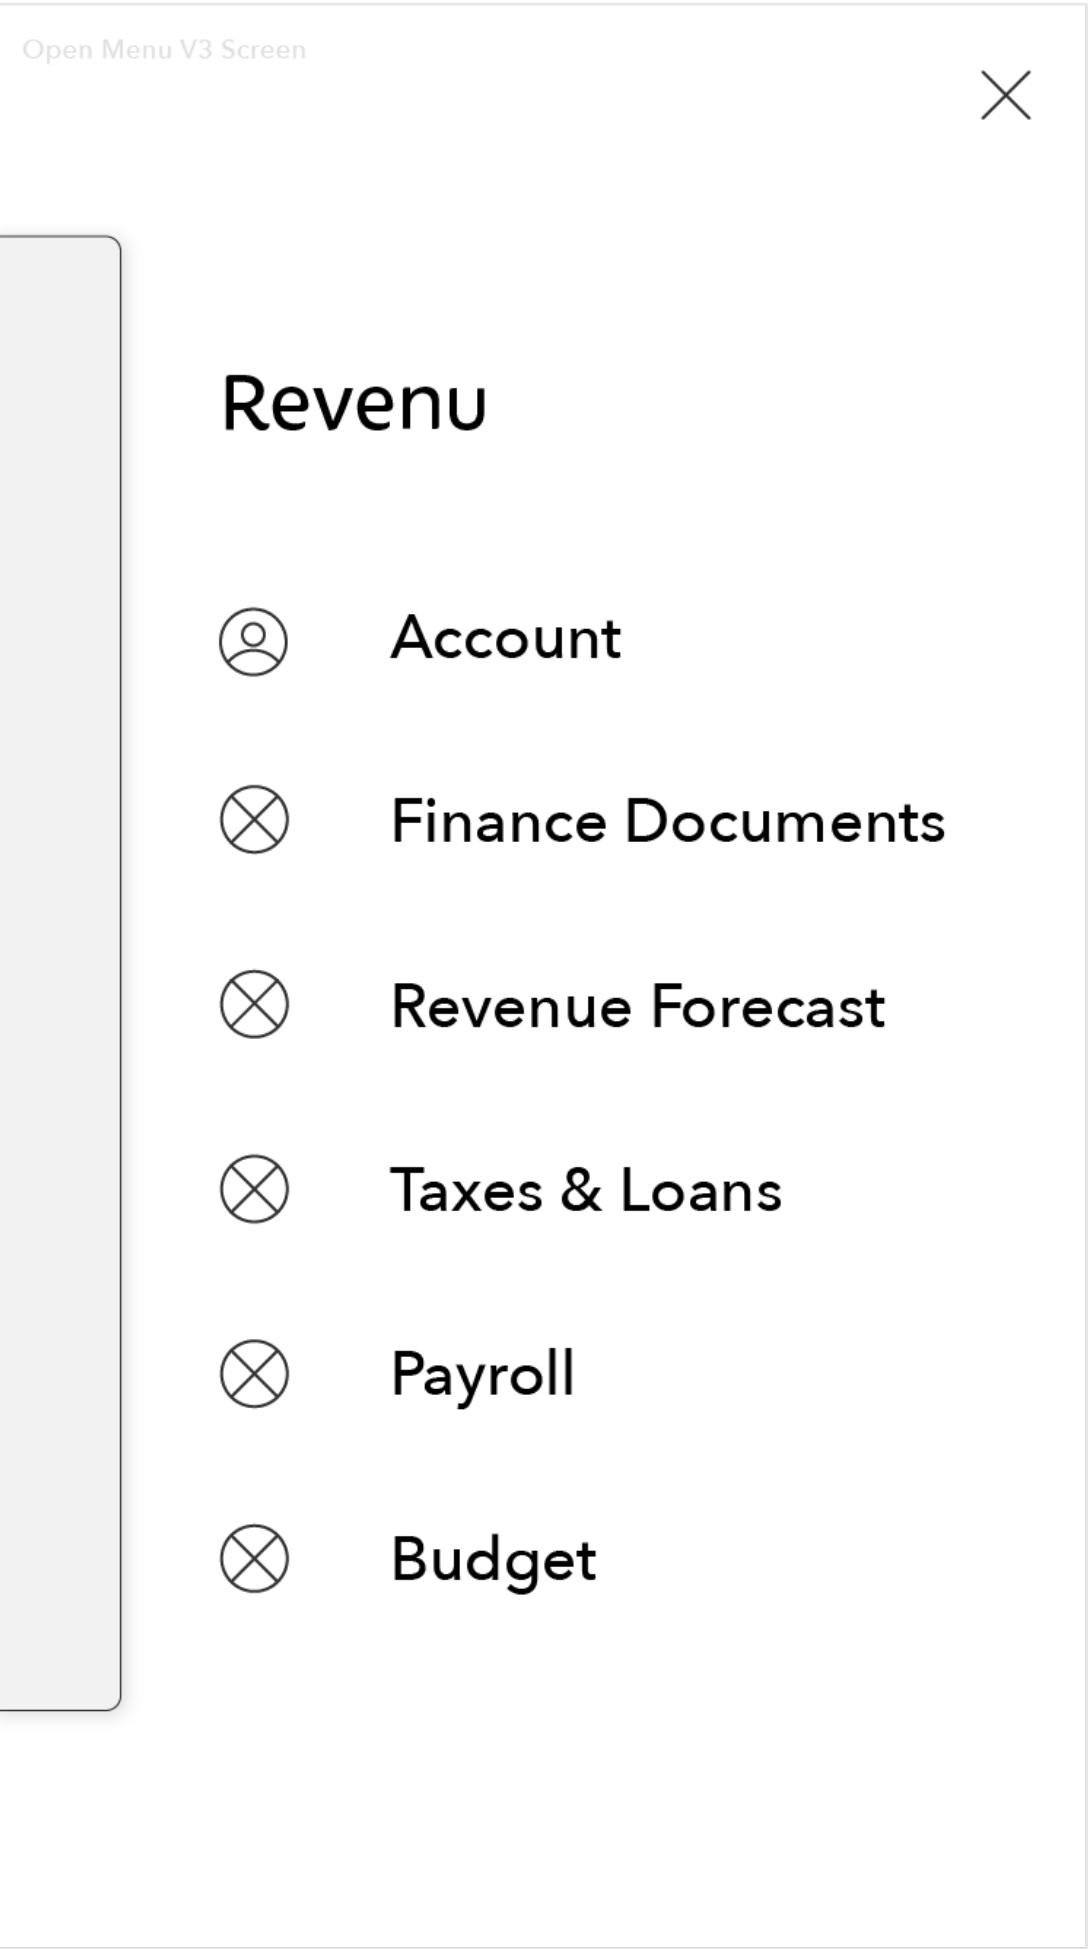 Open Menu V3 Screen
Revenu
Account
Finance Documents
Revenue Forecast
Taxes & Loans
Payroll
Budget